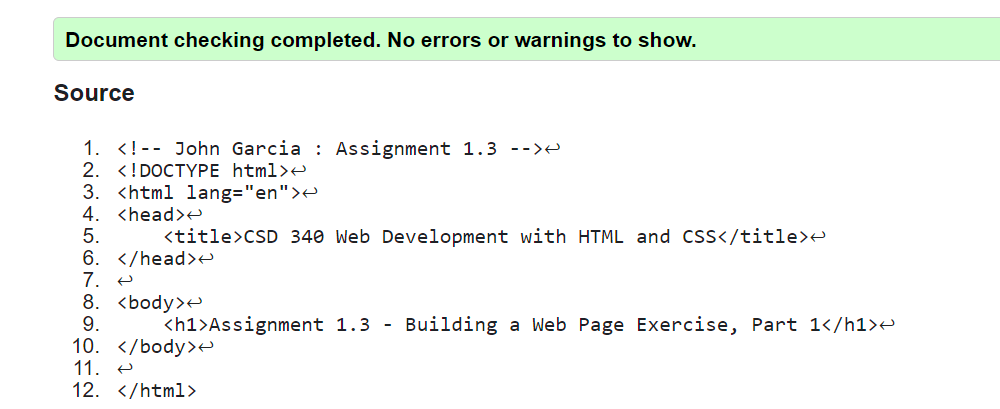 Document checking completed. No errors or warnings to show.
Source
1. <!-- John Garcia : Assignment 1.3 -->↩
2. <!DOCTYPE html>↩
3. <html lang="en">↩
4. <head>↩
5.     <title>CSD 340 Web Development with HTML and CSS</title>↩
6. </head>↩
7. ↩
8. <body>↩
9.     <h1>Assignment 1.3 - Building a Web Page Exercise, Part 1</h1>↩
10. </body>↩
11. ↩
12. </html>